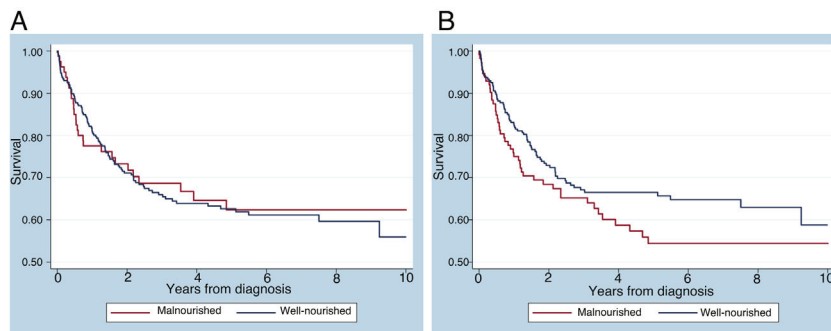 A
1.00
0.90
0.80
0.70
0.60
0.50
Survival
0 2 4 6 8 10
Years from diagnosis
Malnourished Well-nourished
B
1.00
0.90
0.80
0.70
0.60
0.50
Survival
0 2 4 6 8 10
Years from diagnosis
Malnourished Well-nourished